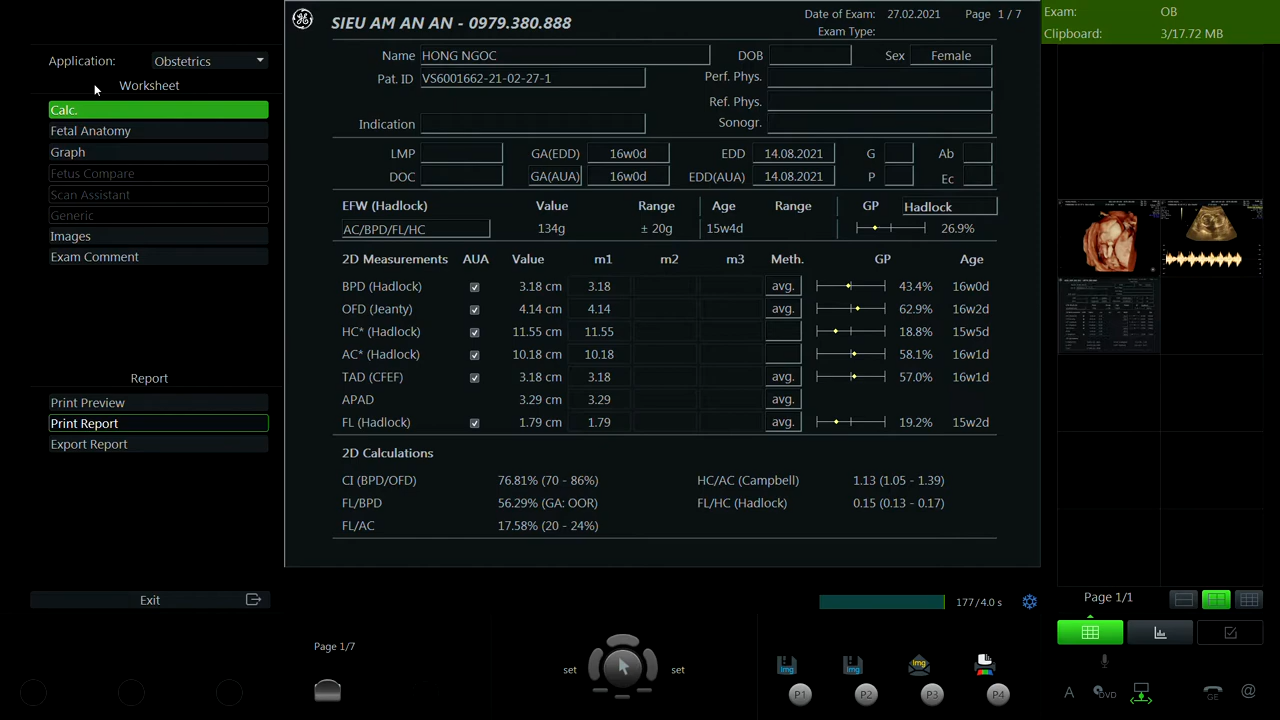 SIEU AM AN AN - 0979.380.888
Date of Exam: 27.02.2021 Page 1 / 7
Exam Type:
Exam: OB
Clipboard: 3/17.72 MB
Application: Obstetrics
Worksheet
Calc.
Fetal Anatomy
Graph
Fetus Compare
Scan Assistant
Generic
Images
Exam Comment
Report
Print Preview
Print Report
Export Report
Exit
Name HONG NGOC DOB Sex Female
Pat. ID VS6001662-21-02-27-1 Perf. Phys.
Ref. Phys.
Indication Sonogr.
LMP GA(EDD) 16w0d EDD 14.08.2021 G Ab
DOC GA(AUA) 16w0d EDD(AUA) 14.08.2021 P Ec
EFW (Hadlock) Value Range Age Range GP Hadlock
AC/BPD/FL/HC 134g ± 20g 15w4d 26.9%
2D Measurements AUA Value m1 m2 m3 Meth. GP Age
BPD (Hadlock) 3.18 cm 3.18 avg. 43.4% 16w0d
OFD (Jeanty) 4.14 cm 4.14 avg. 62.9% 16w2d
HC* (Hadlock) 11.55 cm 11.55 18.8% 15w5d
AC* (Hadlock) 10.18 cm 10.18 58.1% 16w1d
TAD (CFEF) 3.18 cm 3.18 avg. 57.0% 16w1d
APAD 3.29 cm 3.29 avg.
FL (Hadlock) 1.79 cm 1.79 avg. 19.2% 15w2d
2D Calculations
CI (BPD/OFD) 76.81% (70 - 86%) HC/AC (Campbell) 1.13 (1.05 - 1.39)
FL/BPD 56.29% (GA: OOR) FL/HC (Hadlock) 0.15 (0.13 - 0.17)
FL/AC 17.58% (20 - 24%)
177/4.0 s
Page 1/1
Page 1/7
set set
Img Img Img
P1 P2 P3 P4
A DVD GE @